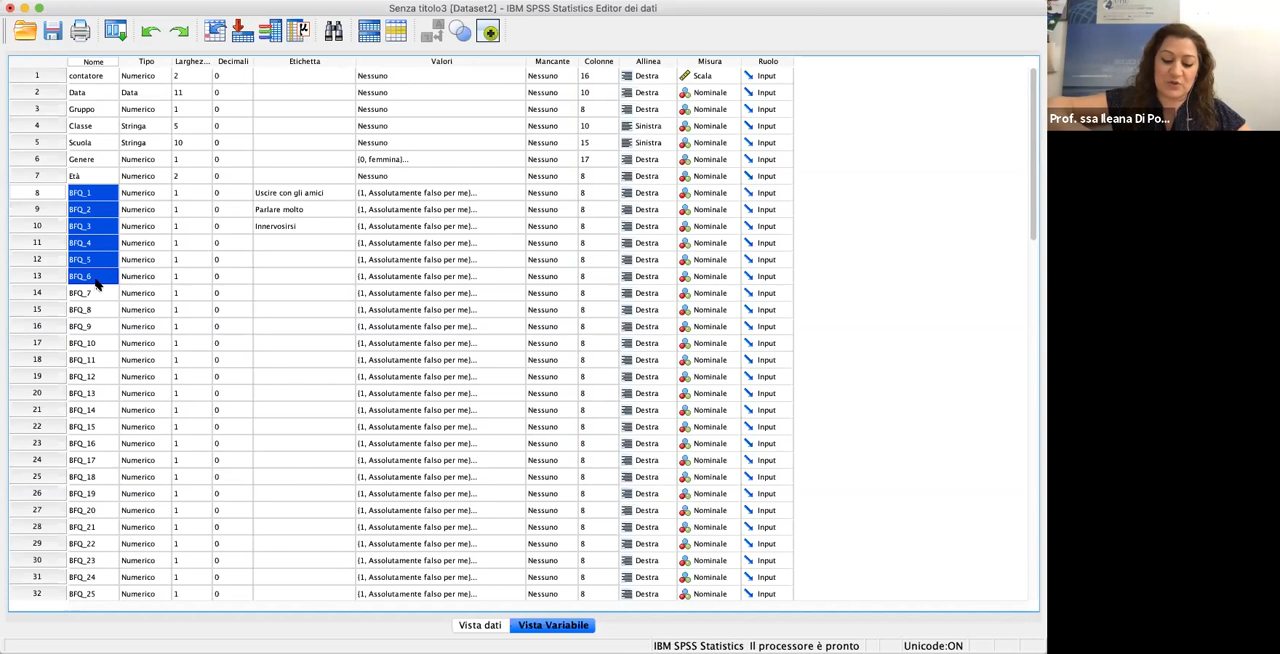 Senza titolo3 [Dataset2] - IBM SPSS Statistics Editor dei dati
Nome Tipo Larghez... Decimali Etichetta Valori Mancante Colonne Allinea Misura Ruolo
1 contatore Numerico 2 0 Nessuno Nessuno 16 Destra Scala Input
2 Data Data 11 0 Nessuno Nessuno 10 Destra Nominale Input
3 Gruppo Numerico 1 0 Nessuno Nessuno 8 Destra Nominale Input
4 Classe Stringa 5 0 Nessuno Nessuno 10 Sinistra Nominale Input
5 Scuola Stringa 10 0 Nessuno Nessuno 15 Sinistra Nominale Input
6 Genere Numerico 1 0 {0, femmina}... Nessuno 17 Destra Nominale Input
7 Età Numerico 2 0 Nessuno Nessuno 8 Destra Nominale Input
8 BFQ_1 Numerico 1 0 Uscire con gli amici {1, Assolutamente falso per me}... Nessuno 8 Destra Nominale Input
9 BFQ_2 Numerico 1 0 Parlare molto {1, Assolutamente falso per me}... Nessuno 8 Destra Nominale Input
10 BFQ_3 Numerico 1 0 Innervosirsi {1, Assolutamente falso per me}... Nessuno 8 Destra Nominale Input
11 BFQ_4 Numerico 1 0 {1, Assolutamente falso per me}... Nessuno 8 Destra Nominale Input
12 BFQ_5 Numerico 1 0 {1, Assolutamente falso per me}... Nessuno 8 Destra Nominale Input
13 BFQ_6 Numerico 1 0 {1, Assolutamente falso per me}... Nessuno 8 Destra Nominale Input
14 BFQ_7 Numerico 1 0 {1, Assolutamente falso per me}... Nessuno 8 Destra Nominale Input
15 BFQ_8 Numerico 1 0 {1, Assolutamente falso per me}... Nessuno 8 Destra Nominale Input
16 BFQ_9 Numerico 1 0 {1, Assolutamente falso per me}... Nessuno 8 Destra Nominale Input
17 BFQ_10 Numerico 1 0 {1, Assolutamente falso per me}... Nessuno 8 Destra Nominale Input
18 BFQ_11 Numerico 1 0 {1, Assolutamente falso per me}... Nessuno 8 Destra Nominale Input
19 BFQ_12 Numerico 1 0 {1, Assolutamente falso per me}... Nessuno 8 Destra Nominale Input
20 BFQ_13 Numerico 1 0 {1, Assolutamente falso per me}... Nessuno 8 Destra Nominale Input
21 BFQ_14 Numerico 1 0 {1, Assolutamente falso per me}... Nessuno 8 Destra Nominale Input
22 BFQ_15 Numerico 1 0 {1, Assolutamente falso per me}... Nessuno 8 Destra Nominale Input
23 BFQ_16 Numerico 1 0 {1, Assolutamente falso per me}... Nessuno 8 Destra Nominale Input
24 BFQ_17 Numerico 1 0 {1, Assolutamente falso per me}... Nessuno 8 Destra Nominale Input
25 BFQ_18 Numerico 1 0 {1, Assolutamente falso per me}... Nessuno 8 Destra Nominale Input
26 BFQ_19 Numerico 1 0 {1, Assolutamente falso per me}... Nessuno 8 Destra Nominale Input
27 BFQ_20 Numerico 1 0 {1, Assolutamente falso per me}... Nessuno 8 Destra Nominale Input
28 BFQ_21 Numerico 1 0 {1, Assolutamente falso per me}... Nessuno 8 Destra Nominale Input
29 BFQ_22 Numerico 1 0 {1, Assolutamente falso per me}... Nessuno 8 Destra Nominale Input
30 BFQ_23 Numerico 1 0 {1, Assolutamente falso per me}... Nessuno 8 Destra Nominale Input
31 BFQ_24 Numerico 1 0 {1, Assolutamente falso per me}... Nessuno 8 Destra Nominale Input
32 BFQ_25 Numerico 1 0 {1, Assolutamente falso per me}... Nessuno 8 Destra Nominale Input
Vista dati Vista Variabile
IBM SPSS Statistics Il processore è pronto Unicode:ON
Prof. ssa Ileana Di Po...